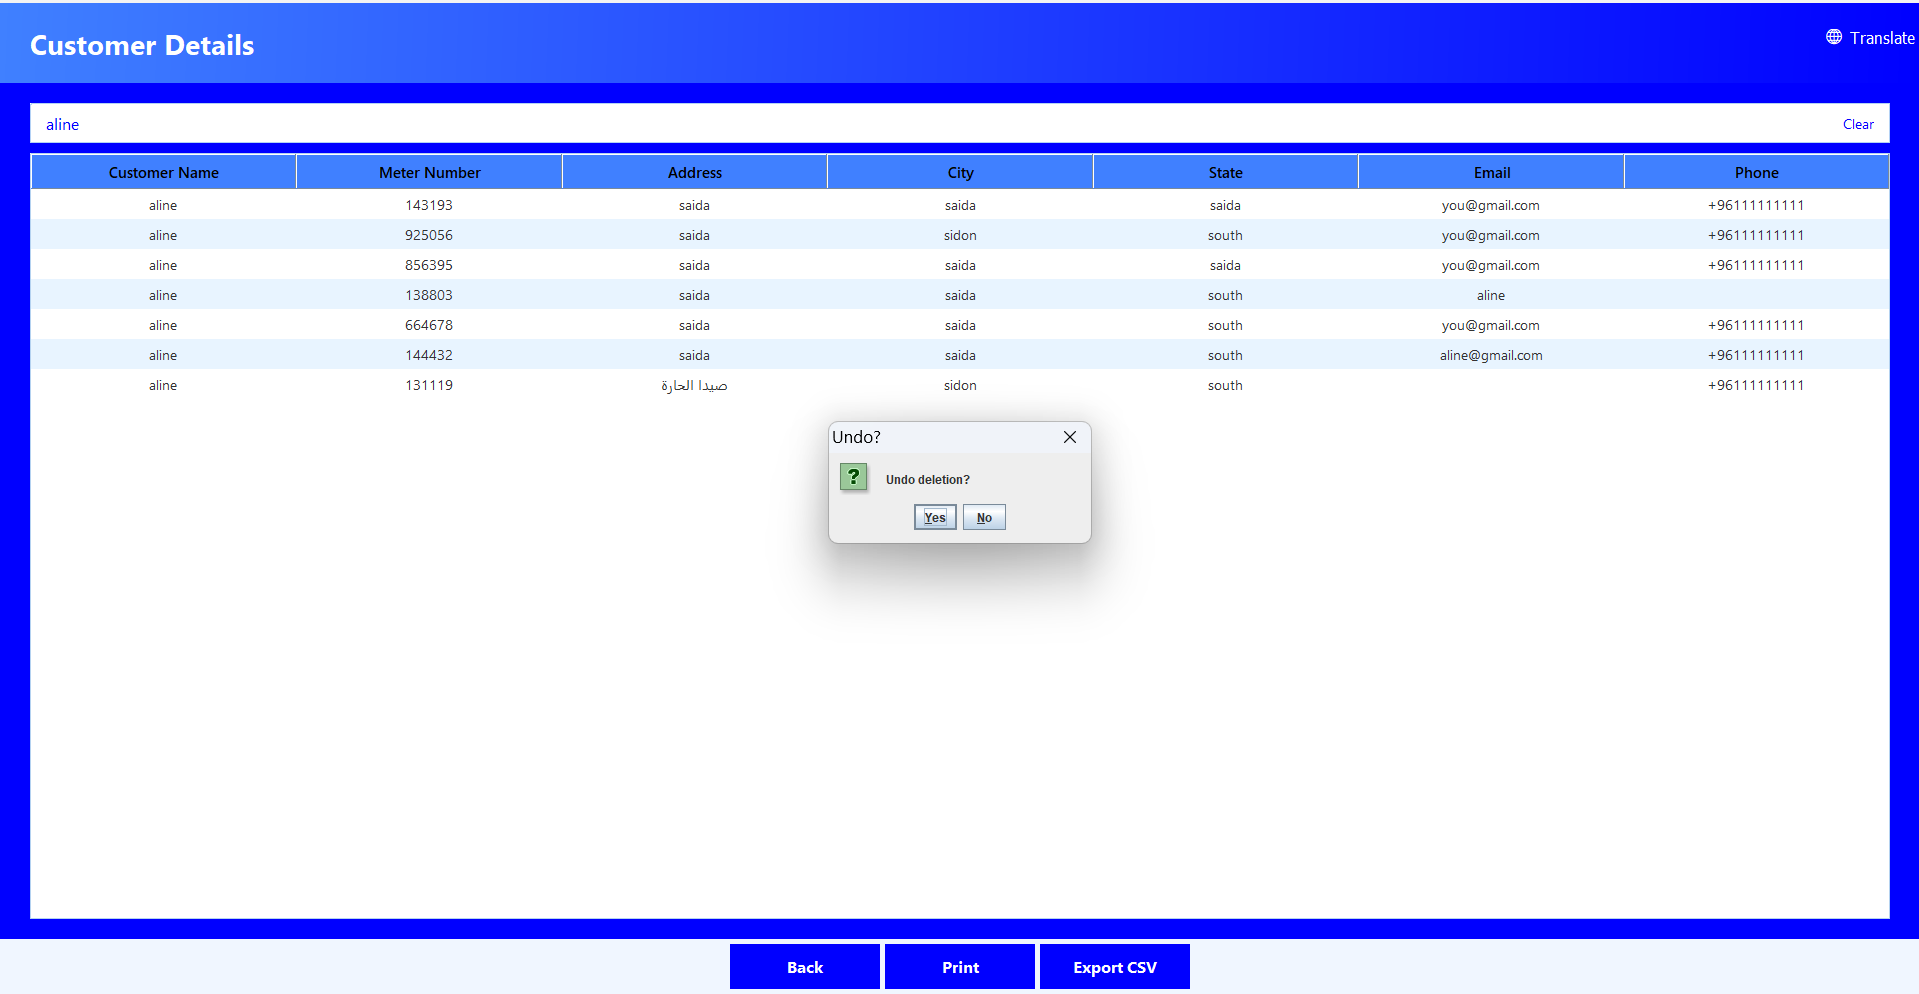 Customer Details
Translate
aline
Clear
Customer Name Meter Number Address City State Email Phone
aline 143193 saida saida saida you@gmail.com +96111111111
aline 925056 saida sidon south you@gmail.com +96111111111
aline 856395 saida saida saida you@gmail.com +96111111111
aline 138803 saida saida south aline
aline 664678 saida saida south you@gmail.com +96111111111
aline 144432 saida saida south aline@gmail.com +96111111111
aline 131119 صيدا الحارة sidon south +96111111111
Undo?
?
Undo deletion?
Yes No
Back Print Export CSV